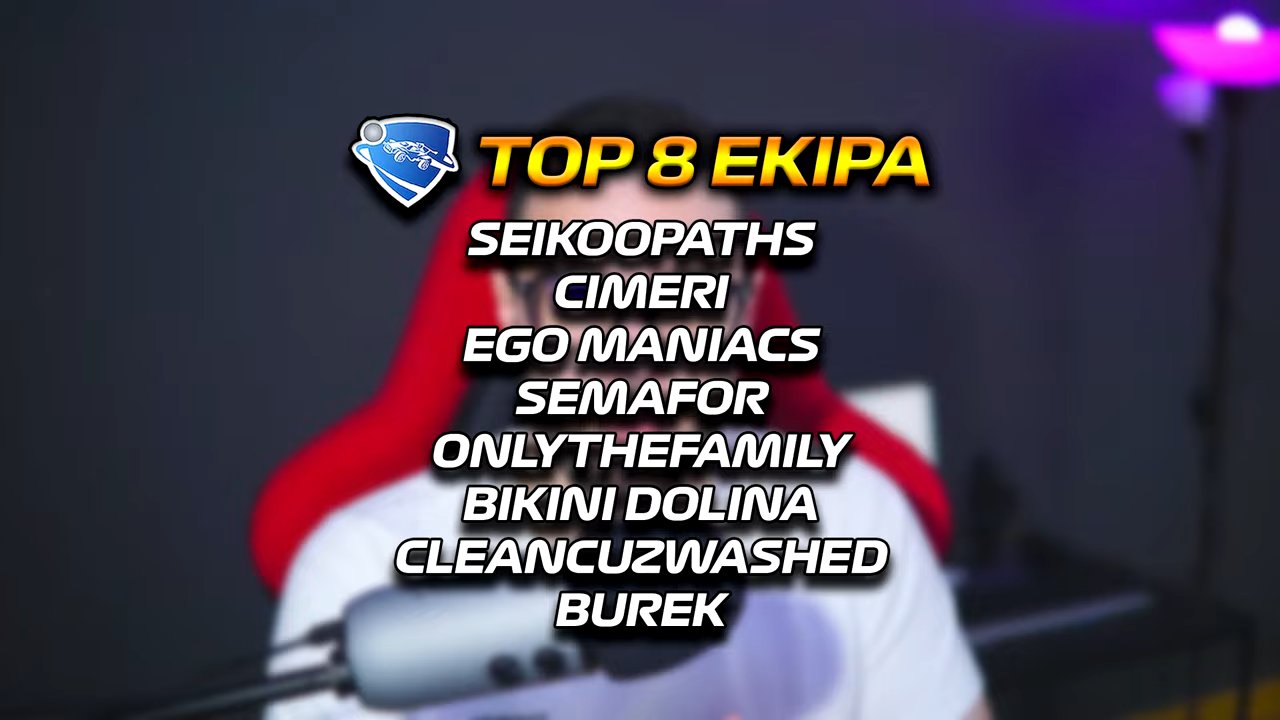 TOP 8 EKIPA
SEIKOOPATHS
CIMERI
EGO MANIACS
SEMAFOR
ONLYTHEFAMILY
BIKINI DOLINA
CLEANCUZWASHED
BUREK